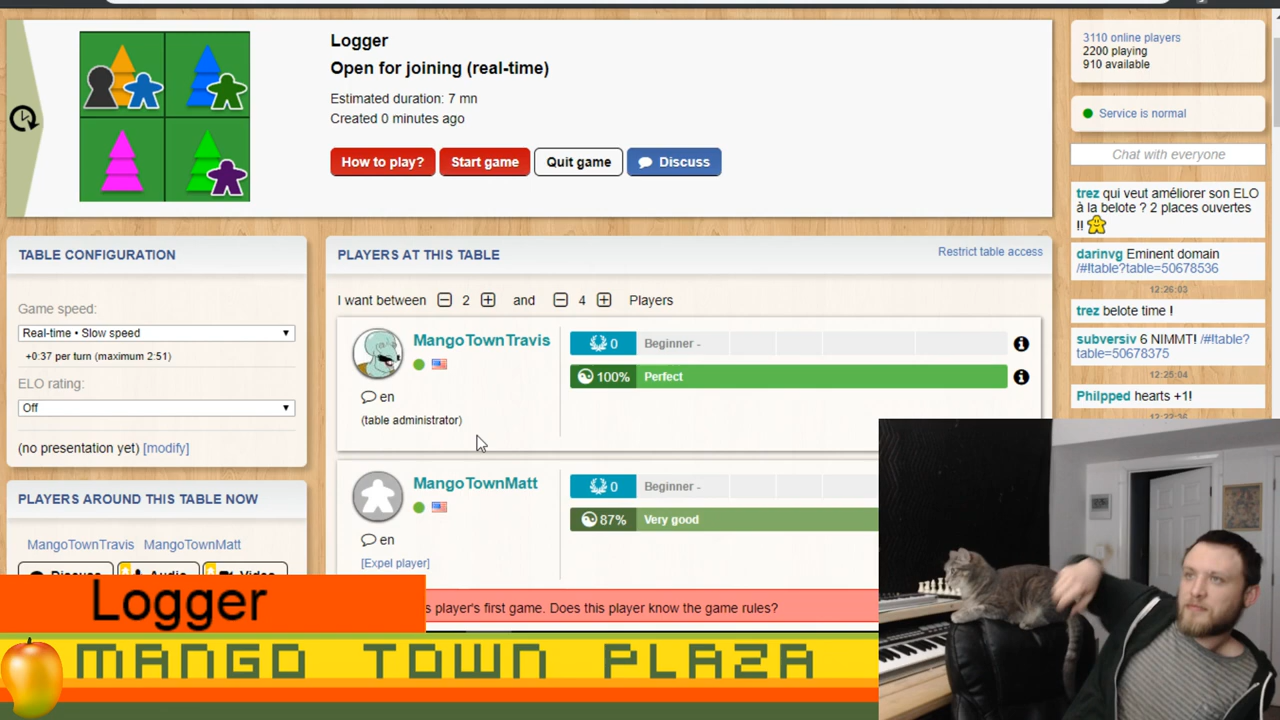 Logger
Open for joining (real-time)
Estimated duration: 7 mn
Created 0 minutes ago
How to play?
Start game
Quit game
Discuss
3110 online players
2200 playing
910 available
Service is normal
Chat with everyone
trez qui veut améliorer son ELO
à la belote ? 2 places ouvertes
!!
darinvg Eminent domain
/#!table?table=50678536
12:26:03
trez belote time !
subversiv 6 NIMMT! /#!table?
table=50678375
12:25:04
Philpped hearts +1!
12:22:36
TABLE CONFIGURATION
Game speed:
Real-time • Slow speed
+0:37 per turn (maximum 2:51)
ELO rating:
Off
(no presentation yet) [modify]
PLAYERS AROUND THIS TABLE NOW
MangoTownTravis MangoTownMatt
Discuss
Audio
Video
PLAYERS AT THIS TABLE
Restrict table access
I want between 2 and 4 Players
MangoTownTravis
0 Beginner -
100% Perfect
en
(table administrator)
MangoTownMatt
0 Beginner -
87% Very good
en
[Expel player]
s player's first game. Does this player know the game rules?
Logger
MANGO TOWN PLAZA